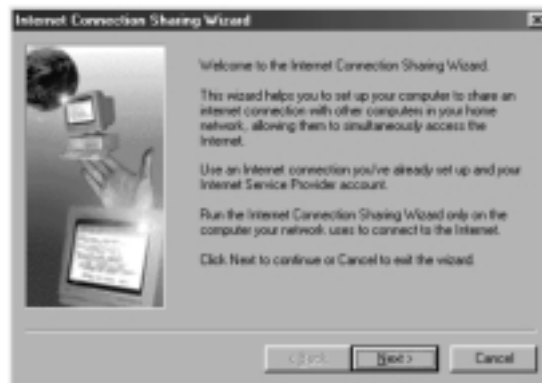 Internet Connection Sharing Wizard
Welcome to the Internet Connection Sharing Wizard.
This wizard helps you to set up your computer to share an
internet connection with other computers in your home
network, allowing them to simultaneously access the
Internet.
Use an Internet connection you've already set up and your
Internet Service Provider account.
Run the Internet Connection Sharing Wizard only on the
computer your network uses to connect to the Internet.
Click Next to continue or Cancel to exit the wizard.
< Back
Next >
Cancel